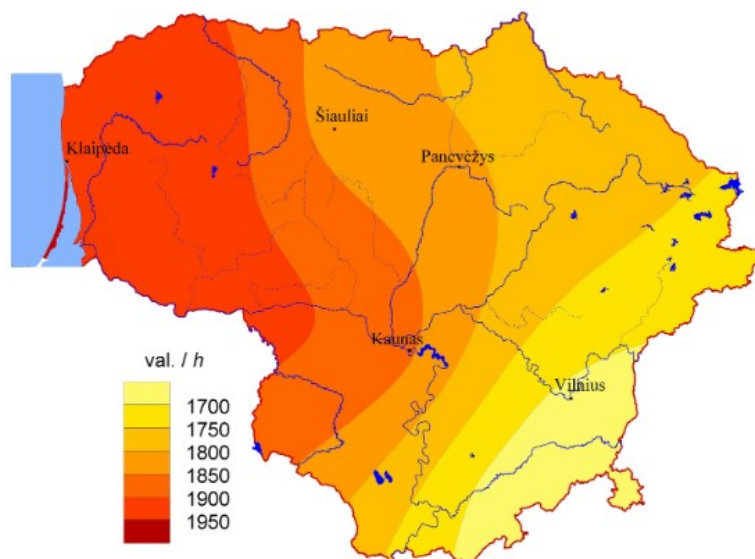 Šiauliai
Klaipėda
Panevėžys
Kaunas
val. / h
Vilnius
1700
1750
1800
1850
1900
1950